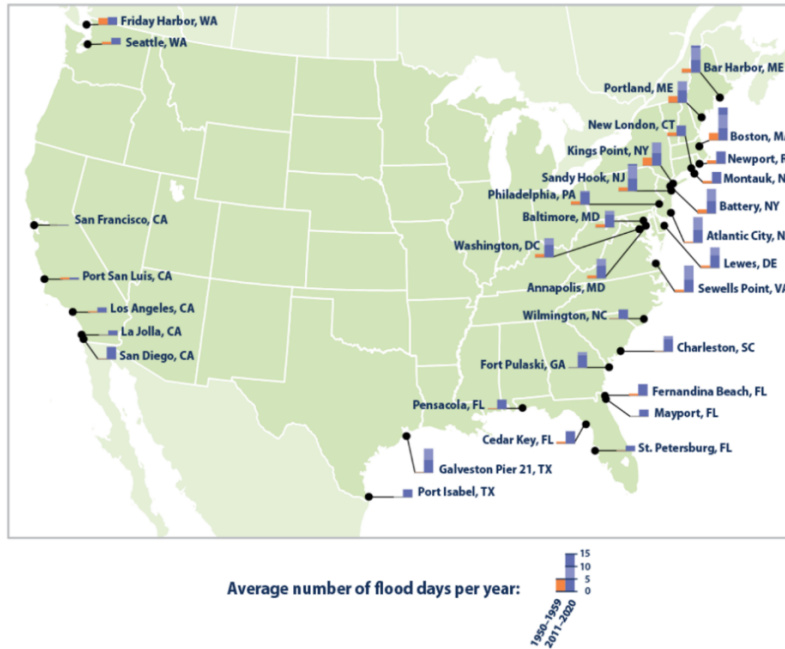 Friday Harbor, WA
Seattle, WA
Bar Harbor, ME
Portland, ME
New London, CT
Boston, MA
Kings Point, NY
Newport, R
Sandy Hook, NJ
Montauk, N
Philadelphia, PA
Battery, NY
Baltimore, MD
San Francisco, CA
Atlantic City, N
Washington, DC
Lewes, DE
Port San Luis, CA
Annapolis, MD
Sewells Point, VA
Los Angeles, CA
Wilmington, NC
La Jolla, CA
San Diego, CA
Charleston, SC
Fort Pulaski, GA
Fernandina Beach, FL
Pensacola, FL
Mayport, FL
Cedar Key, FL
St. Petersburg, FL
Galveston Pier 21, TX
Port Isabel, TX
Average number of flood days per year:
15
10
5
0
1950–1959
2011–2020